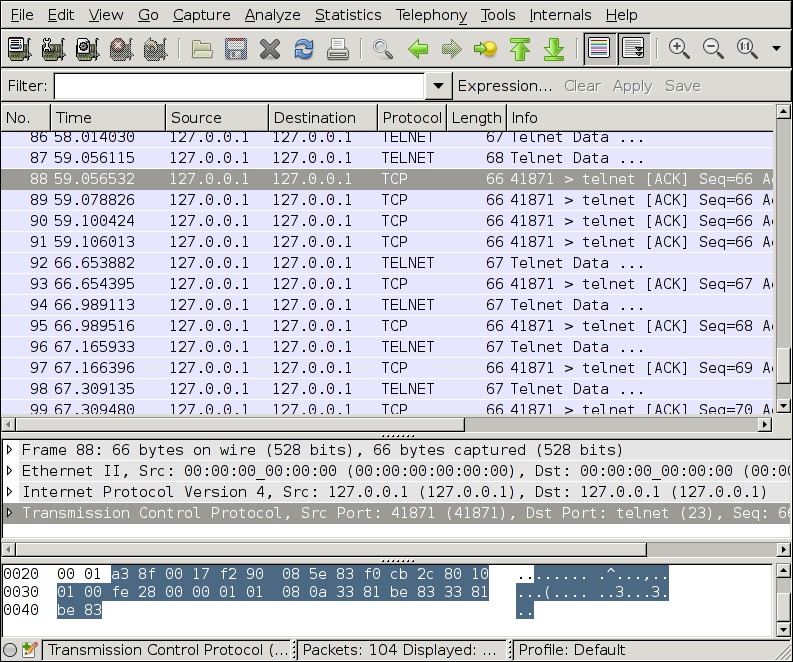 File Edit View Go Capture Analyze Statistics Telephony Tools Internals Help
Filter: Expression... Clear Apply Save
No. Time Source Destination Protocol Length Info
86 58.014030 127.0.0.1 127.0.0.1 TELNET 67 Telnet Data ...
87 59.056115 127.0.0.1 127.0.0.1 TELNET 68 Telnet Data ...
88 59.056532 127.0.0.1 127.0.0.1 TCP 66 41871 > telnet [ACK] Seq=66 A
89 59.078826 127.0.0.1 127.0.0.1 TCP 66 41871 > telnet [ACK] Seq=66 A
90 59.100424 127.0.0.1 127.0.0.1 TCP 66 41871 > telnet [ACK] Seq=66 A
91 59.106013 127.0.0.1 127.0.0.1 TCP 66 41871 > telnet [ACK] Seq=66 A
92 66.653882 127.0.0.1 127.0.0.1 TELNET 67 Telnet Data ...
93 66.654395 127.0.0.1 127.0.0.1 TCP 66 41871 > telnet [ACK] Seq=67 A
94 66.989113 127.0.0.1 127.0.0.1 TELNET 67 Telnet Data ...
95 66.989516 127.0.0.1 127.0.0.1 TCP 66 41871 > telnet [ACK] Seq=68 A
96 67.165933 127.0.0.1 127.0.0.1 TELNET 67 Telnet Data ...
97 67.166396 127.0.0.1 127.0.0.1 TCP 66 41871 > telnet [ACK] Seq=69 A
98 67.309135 127.0.0.1 127.0.0.1 TELNET 67 Telnet Data ...
99 67.309480 127.0.0.1 127.0.0.1 TCP 66 41871 > telnet [ACK] Seq=70 A
Frame 88: 66 bytes on wire (528 bits), 66 bytes captured (528 bits)
Ethernet II, Src: 00:00:00_00:00:00 (00:00:00:00:00:00), Dst: 00:00:00_00:00:00 (00:00
Internet Protocol Version 4, Src: 127.0.0.1 (127.0.0.1), Dst: 127.0.0.1 (127.0.0.1)
Transmission Control Protocol, Src Port: 41871 (41871), Dst Port: telnet (23), Seq: 66
0020 00 01 a3 8f 00 17 f2 90 08 5e 83 f0 cb 2c 80 10 ........ .^...,..
0030 01 00 fe 28 00 00 01 01 08 0a 33 81 be 83 33 81 ...(.... ..3...3.
0040 be 83 ..
Transmission Control Protocol (... Packets: 104 Displayed: ... Profile: Default